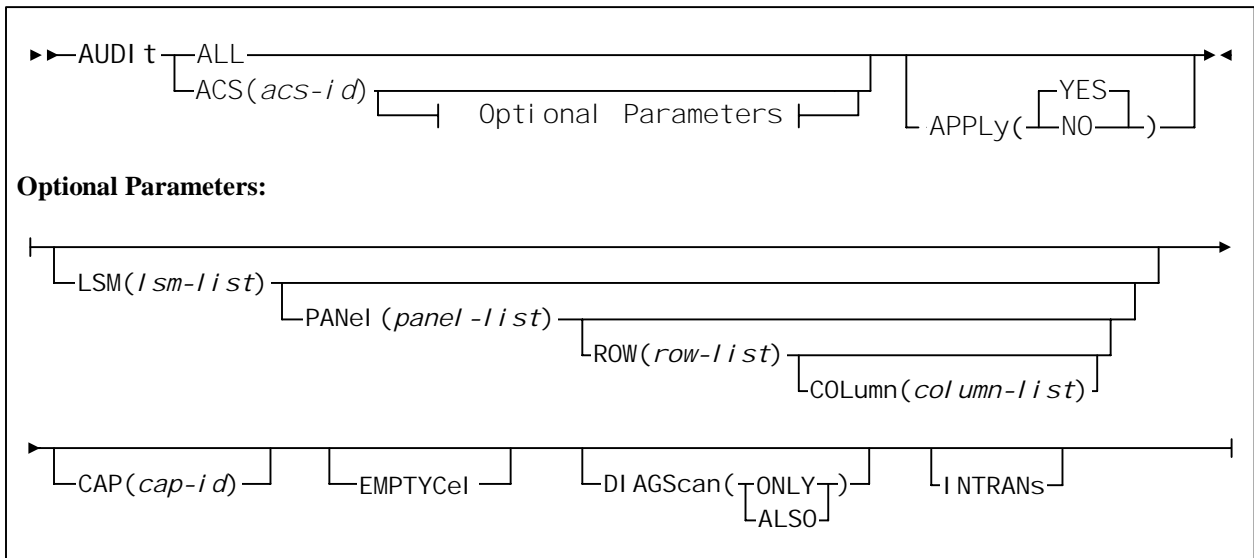 AUDIt ALL
ACS(acs-id)
Optional Parameters
YES
APPLy( NO )
Optional Parameters:
LSM(lsm-list)
PANel(panel-list)
ROW(row-list)
COLumn(column-list)
CAP(cap-id) EMPTYCel DIAGScan( ONLY ) INTRANs
ALSO